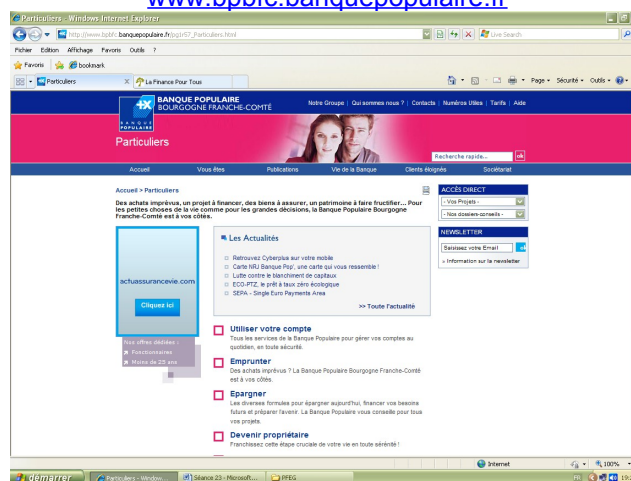 www.bpbfc.banquepopulaire.fr
Particuliers - Windows Internet Explorer
http://www.bpbfc.banquepopulaire.fr/pg1r57_Particuliers.html
Live Search
Fichier Edition Affichage Favoris Outils ?
Favoris bookmark
Particuliers X La Finance Pour Tous
Page Sécurité Outils
BANQUE POPULAIRE
BOURGOGNE FRANCHE-COMTÉ
BANQUE
POPULAIRE
Notre Groupe | Qui sommes nous ? | Contacts | Numéros Utiles | Tarifs | Aide
Particuliers
Recherche rapide... ok
Accueil Vous êtes Publications Vie de la Banque Clients éloignés Sociétariat
Accueil > Particuliers
Des achats imprévus, un projet à financer, des biens à assurer, un patrimoine à faire fructifier... Pour
les petites choses de la vie comme pour les grandes décisions, la Banque Populaire Bourgogne
Franche-Comté est à vos côtés.
ACCÈS DIRECT
- Vos Projets -
- Nos dossiers-conseils -
NEWSLETTER
Saisissez votre Email ok
» Information sur la newsletter
actuassurancevie.com
Cliquez ici
Nos offres dédiées :
Fonctionnaires
Moins de 25 ans
Les Actualités
Retrouvez Cyberplus sur votre mobile
Carte NRJ Banque Pop', une carte qui vous ressemble !
Lutte contre le blanchiment de capitaux
ECO-PTZ, le prêt à taux zéro écologique
SEPA - Single Euro Payments Area
>> Toute l'actualité
Utiliser votre compte
Tous les services de la Banque Populaire pour gérer vos comptes au
quotidien, en toute sécurité.
Emprunter
Des achats imprévus ? La Banque Populaire Bourgogne Franche-Comté
est à vos côtés.
Epargner
Les diverses formules pour épargner aujourd'hui, financer vos besoins
futurs et préparer l'avenir. La Banque Populaire vous conseille pour tous
vos projets.
Devenir propriétaire
Franchissez cette étape cruciale de votre vie en toute sérénité !
Internet 100%
démarrer Particuliers - Window... Séance 23 - Microsoft... PFEG FR